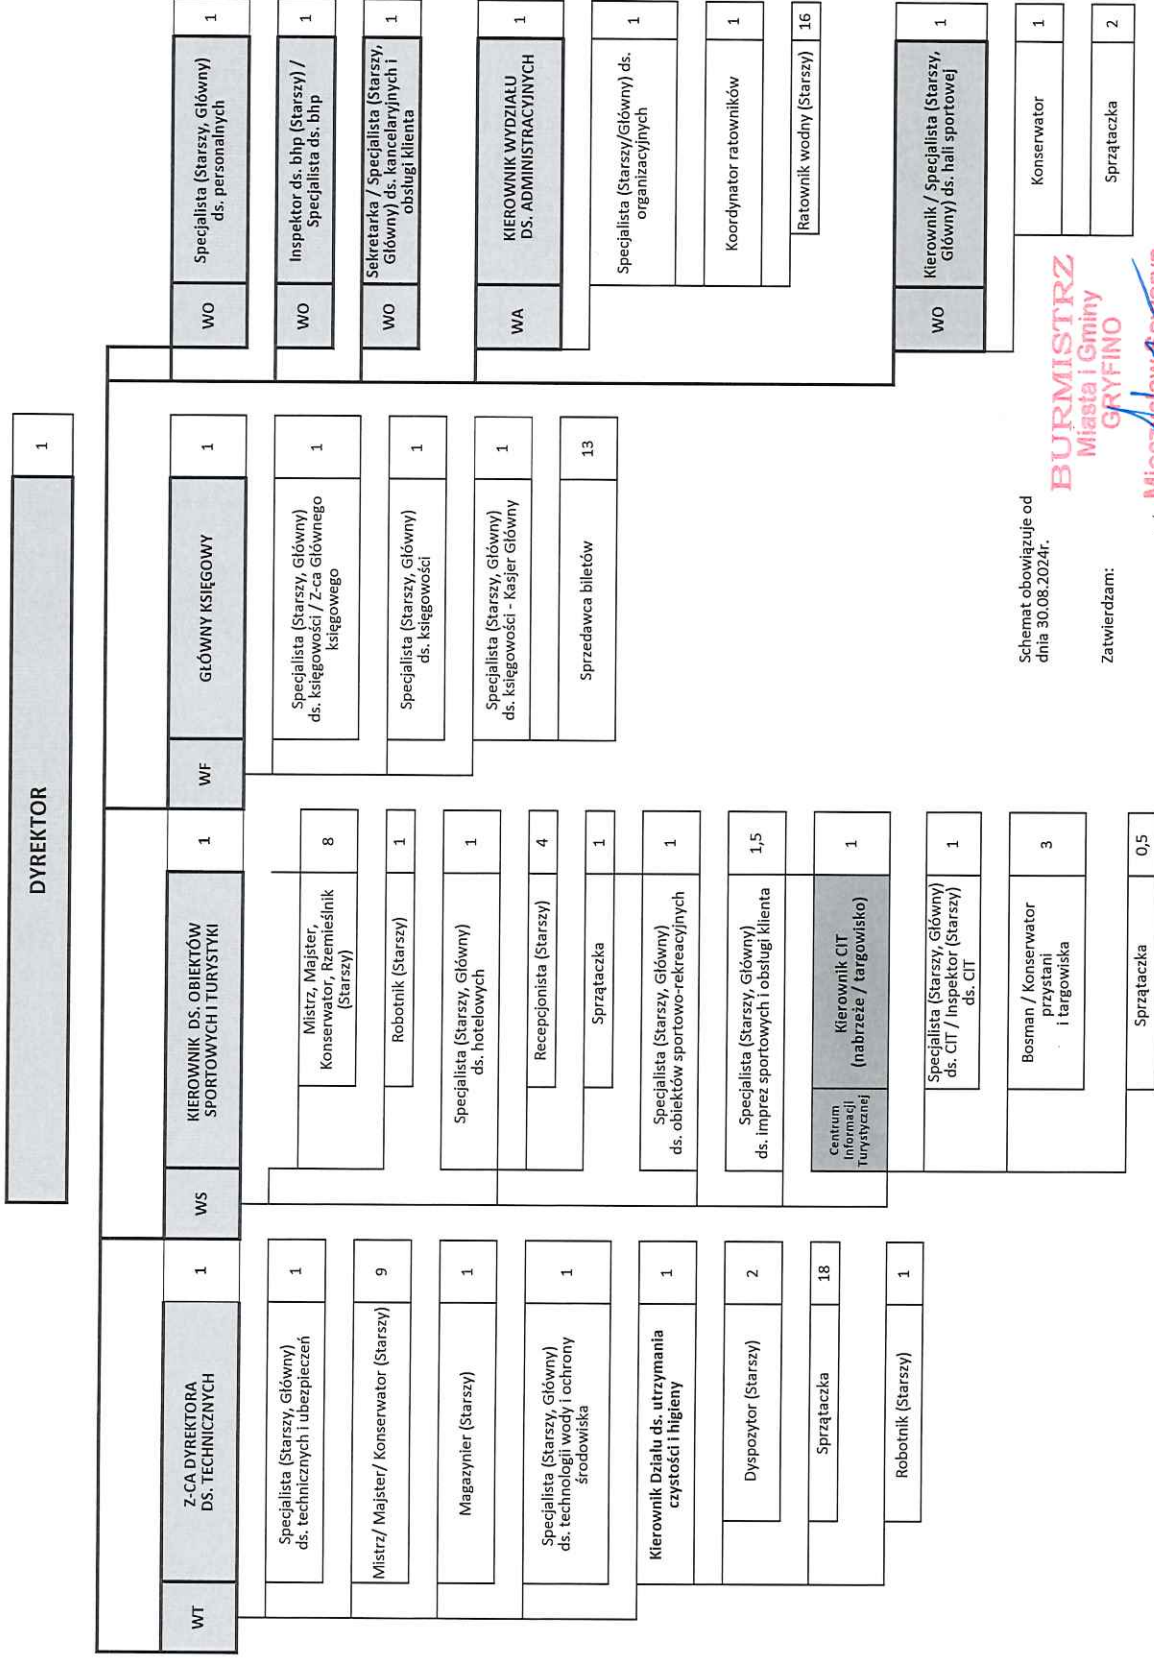 DYREKTOR
1
WT
Z-CA DYREKTORA
DS. TECHNICZNYCH
1
Specjalista (Starszy, Główny)
ds. technicznych i ubezpieczeń
1
Mistrz/ Majster/ Konserwator (Starszy)
9
Magazynier (Starszy)
1
Specjalista (Starszy, Główny)
ds. technologii wody i ochrony
środowiska
1
Kierownik Działu ds. utrzymania
czystości i higieny
1
Dyspozytor (Starszy)
2
Sprzątaczka
18
Robotnik (Starszy)
1
WS
KIEROWNIK DS. OBIEKTÓW
SPORTOWYCH I TURYSTYKI
1
Mistrz, Majster,
Konserwator, Rzemieślnik
(Starszy)
8
Robotnik (Starszy)
1
Specjalista (Starszy, Główny)
ds. hotelowych
1
Recepcjonista (Starszy)
4
Sprzątaczka
1
Specjalista (Starszy, Główny)
ds. obiektów sportowo-rekreacyjnych
1
Specjalista (Starszy, Główny)
ds. imprez sportowych i obsługi klienta
1,5
Centrum
Informacji
Turystycznej
Kierownik CIT
(nabrzeże / targowisko)
1
Specjalista (Starszy, Główny)
ds. CIT / Inspektor (Starszy)
ds. CIT
1
Bosman / Konserwator
przystani
i targowiska
3
Sprzątaczka
0,5
WF
GŁÓWNY KSIĘGOWY
1
Specjalista (Starszy, Główny)
ds. księgowości / Z-ca Głównego
księgowego
1
Specjalista (Starszy, Główny)
ds. księgowości
1
Specjalista (Starszy, Główny)
ds. księgowości - Kasjer Główny
1
Sprzedawca biletów
13
WO
Specjalista (Starszy, Główny)
ds. personalnych
1
WO
Inspektor ds. bhp (Starszy) /
Specjalista ds. bhp
1
WO
Sekretarka / Specjalista (Starszy,
Główny) ds. kancelaryjnych i
obsługi klienta
1
WA
KIEROWNIK WYDZIAŁU
DS. ADMINISTRACYJNYCH
1
Specjalista (Starszy/Główny) ds.
organizacyjnych
1
Koordynator ratowników
1
Ratownik wodny (Starszy)
16
WO
Kierownik / Specjalista (Starszy,
Główny) ds. hali sportowej
1
Konserwator
1
Sprzątaczka
2
Schemat obowiązuje od
dnia 30.08.2024r.
Zatwierdzam:
BURMISTRZ
Miasta i Gminy
GRYFINO